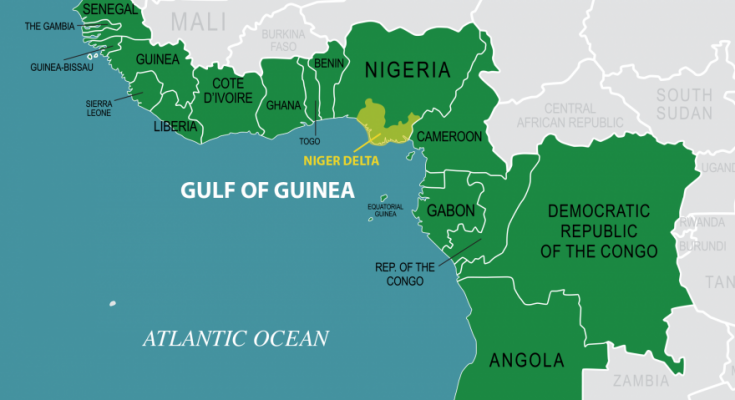 SENEGAL
THE GAMBIA
MALI
BURKINA
FASO
GUINEA-BISSAU
GUINEA
BENIN
NIGERIA
SOUTH
SUDAN
COTE
D'IVOIRE
SIERRA
LEONE
GHANA
CENTRAL
AFRICAN REPUBLIC
LIBERIA
TOGO
CAMEROON
NIGER DELTA
UGAN
GULF OF GUINEA
EQUATORIAL
GUINEA
GABON
DEMOCRATIC
REPUBLIC
OF THE CONGO
RWANDA
BURUNDI
REP. OF THE
CONGO
TAN
ATLANTIC OCEAN
ANGOLA
ZAMBIA